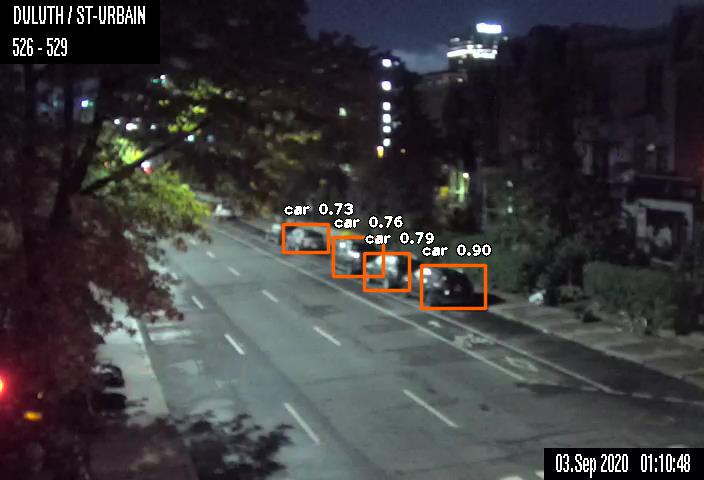 DULUTH / ST-URBAIN
526 - 529
car 0.73
car 0.76
car 0.79
car 0.90
03.Sep 2020 01:10:48